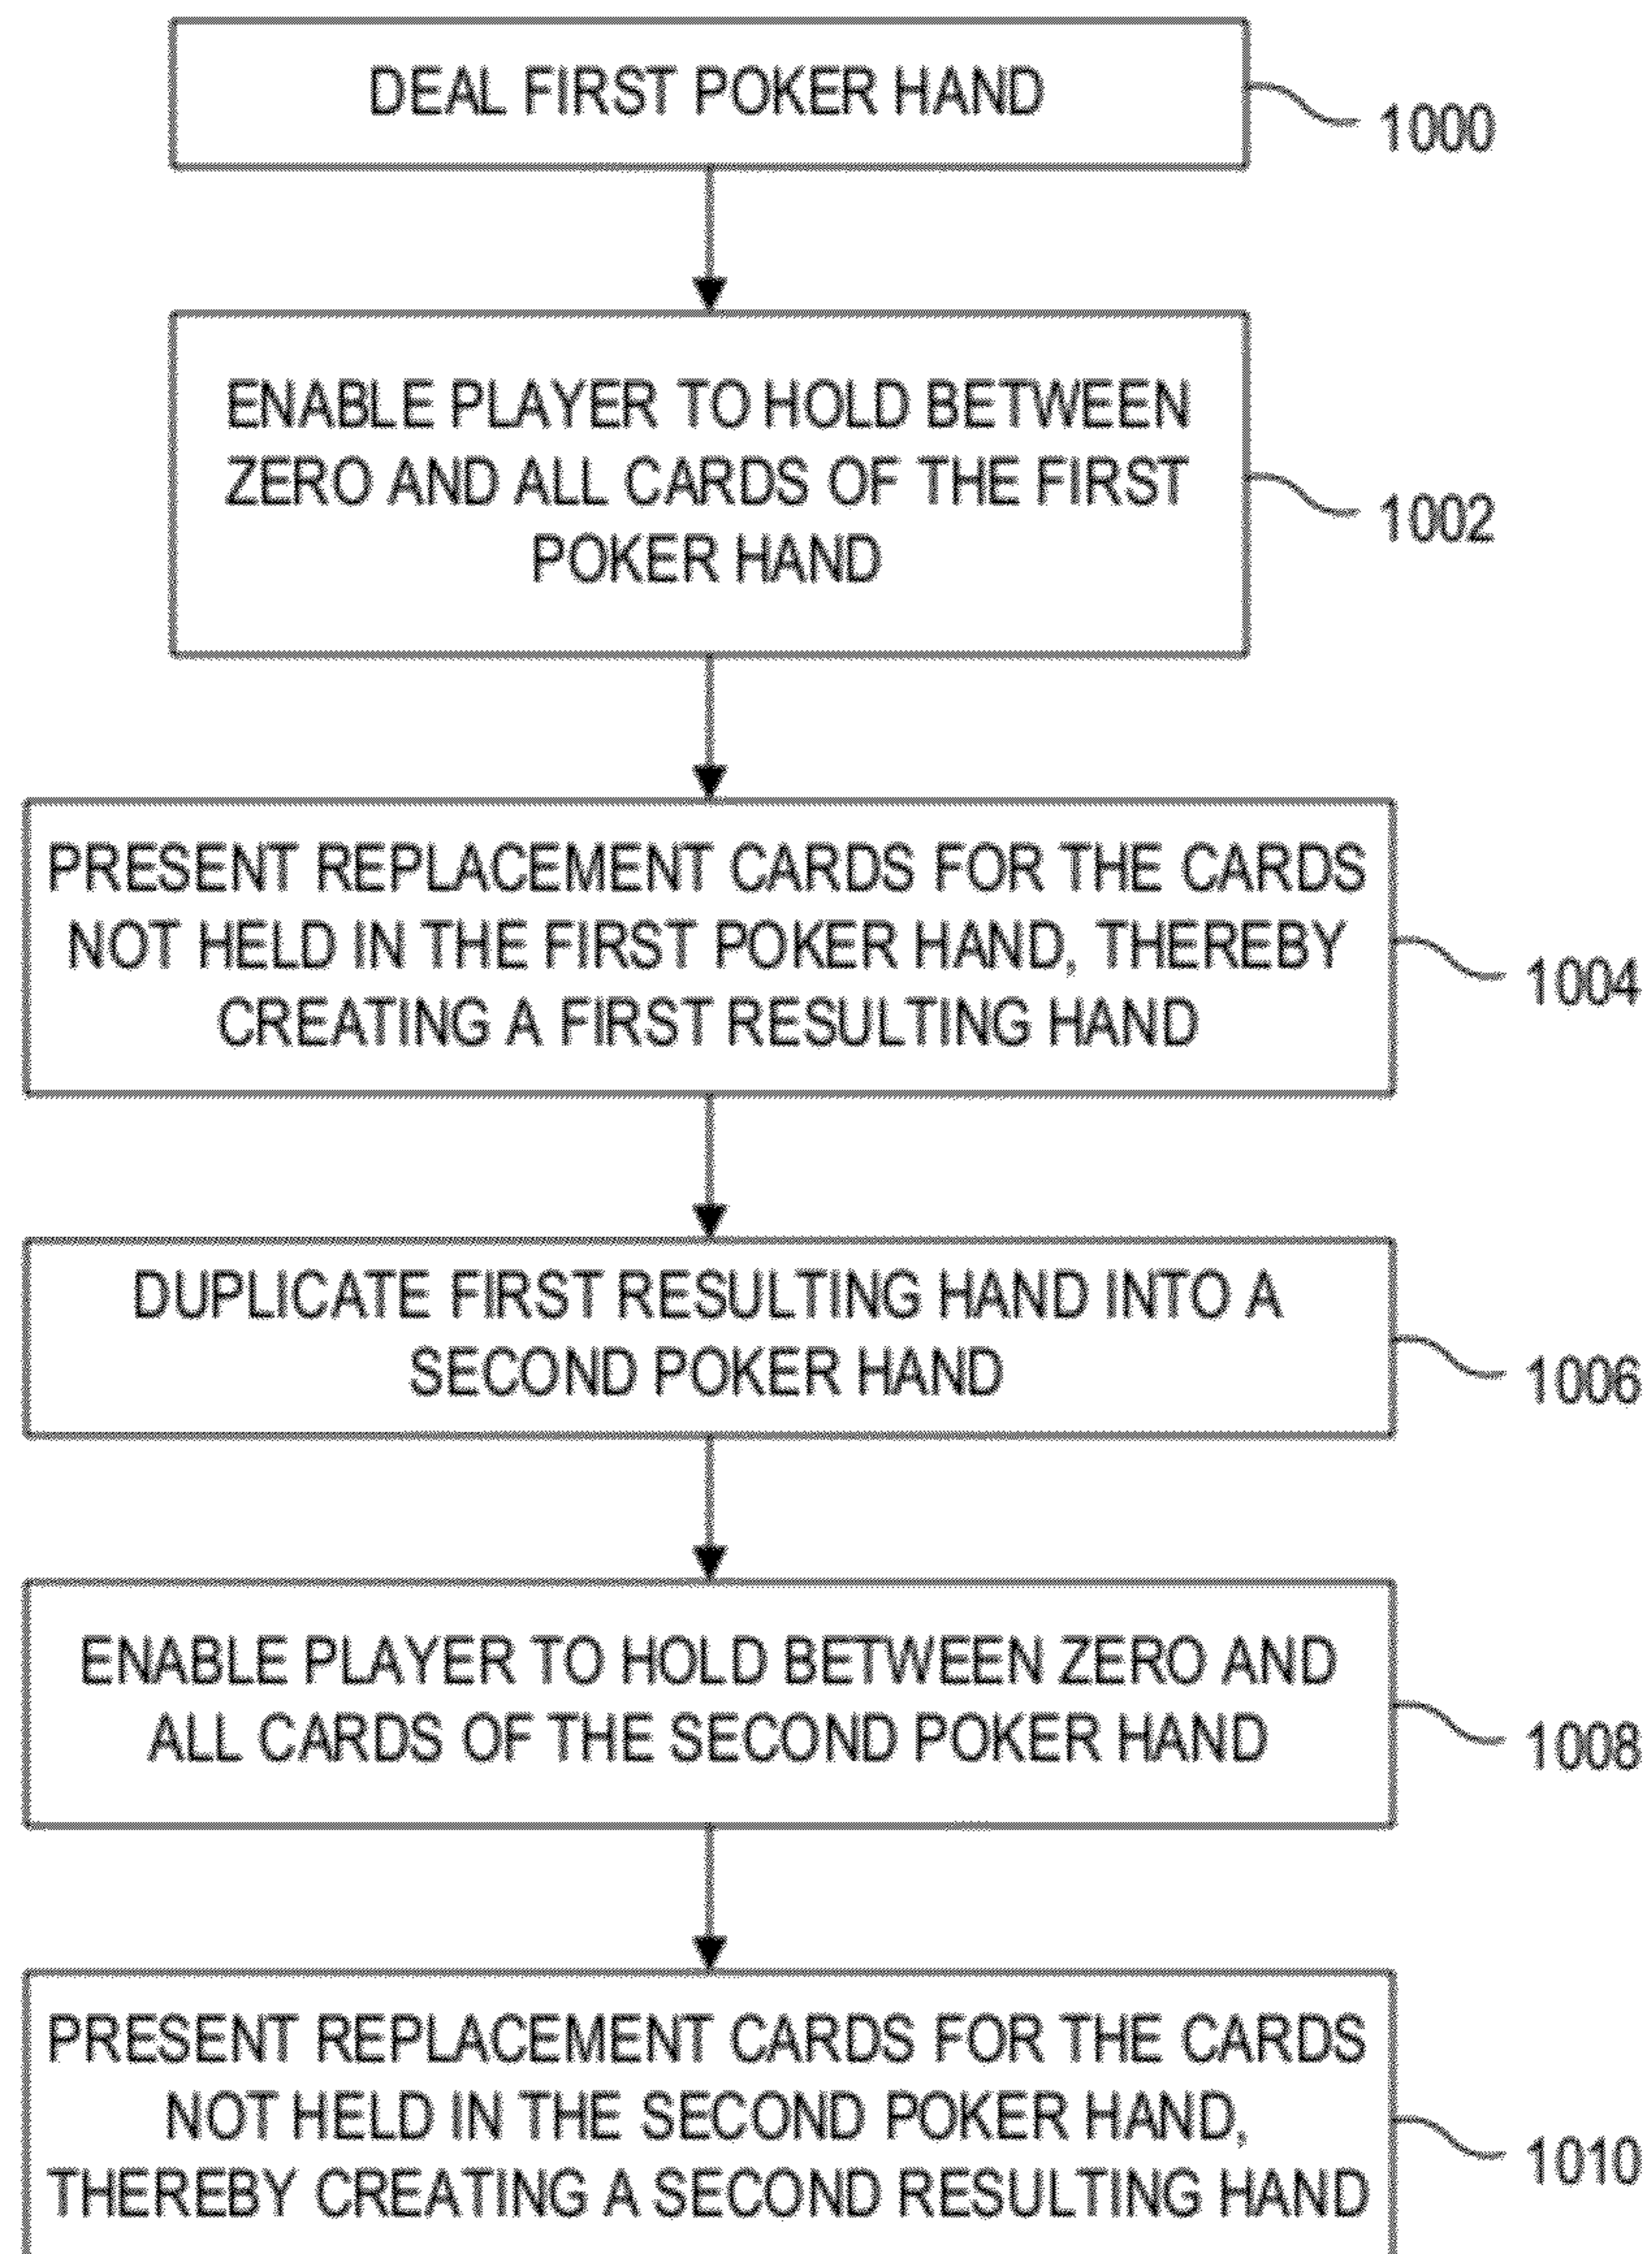 DEAL FIRST POKER HAND
1000
ENABLE PLAYER TO HOLD BETWEEN
ZERO AND ALL CARDS OF THE FIRST
POKER HAND
1002
PRESENT REPLACEMENT CARDS FOR THE CARDS
NOT HELD IN THE FIRST POKER HAND, THEREBY
CREATING A FIRST RESULTING HAND
1004
DUPLICATE FIRST RESULTING HAND INTO A
SECOND POKER HAND
1006
ENABLE PLAYER TO HOLD BETWEEN ZERO AND
ALL CARDS OF THE SECOND POKER HAND
1008
PRESENT REPLACEMENT CARDS FOR THE CARDS
NOT HELD IN THE SECOND POKER HAND,
THEREBY CREATING A SECOND RESULTING HAND
1010